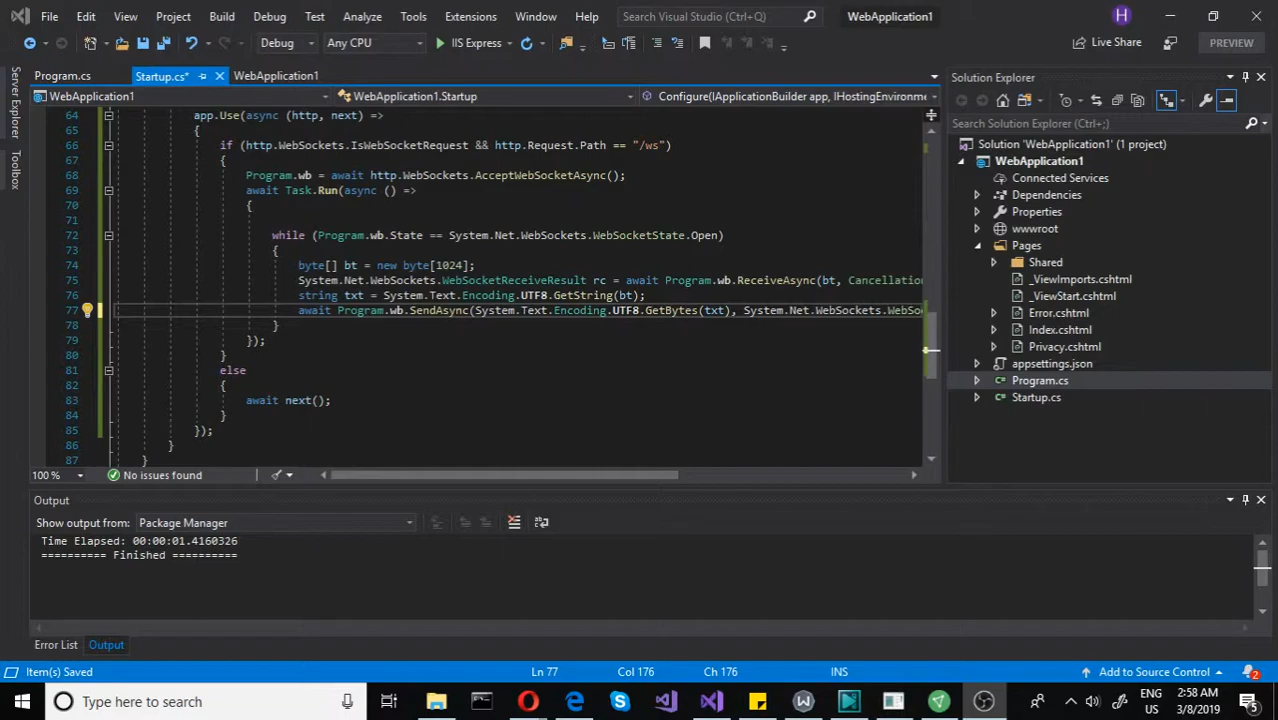 File Edit View Project Build Debug Test Analyze Tools Extensions Window Help Search Visual Studio (Ctrl+Q) WebApplication1 H
Debug Any CPU IIS Express Live Share PREVIEW
Server Explorer
Toolbox
Program.cs Startup.cs* WebApplication1
WebApplication1 WebApplication1.Startup Configure(IApplicationBuilder app, IHostingEnvironme
64 app.Use(async (http, next) =>
65 {
66 if (http.WebSockets.IsWebSocketRequest && http.Request.Path == "/ws")
67 {
68 Program.wb = await http.WebSockets.AcceptWebSocketAsync();
69 await Task.Run(async () =>
70 {
71
72 while (Program.wb.State == System.Net.WebSockets.WebSocketState.Open)
73 {
74 byte[] bt = new byte[1024];
75 System.Net.WebSockets.WebSocketReceiveResult rc = await Program.wb.ReceiveAsync(bt, Cancellation
76 string txt = System.Text.Encoding.UTF8.GetString(bt);
77 await Program.wb.SendAsync(System.Text.Encoding.UTF8.GetBytes(txt), System.Net.WebSockets.WebSo
78 }
79 });
80 }
81 else
82 {
83 await next();
84 }
85 });
86 }
87 }
100 % No issues found
Solution Explorer
Search Solution Explorer (Ctrl+;)
Solution 'WebApplication1' (1 project)
WebApplication1
Connected Services
Dependencies
Properties
wwwroot
Pages
Shared
_ViewImports.cshtml
_ViewStart.cshtml
Error.cshtml
Index.cshtml
Privacy.cshtml
appsettings.json
C# Program.cs
C# Startup.cs
Output
Show output from: Package Manager
Time Elapsed: 00:00:01.4160326
========== Finished ==========
Error List Output
Item(s) Saved Ln 77 Col 176 Ch 176 INS Add to Source Control 2
Type here to search ENG US 2:58 AM 3/8/2019 5